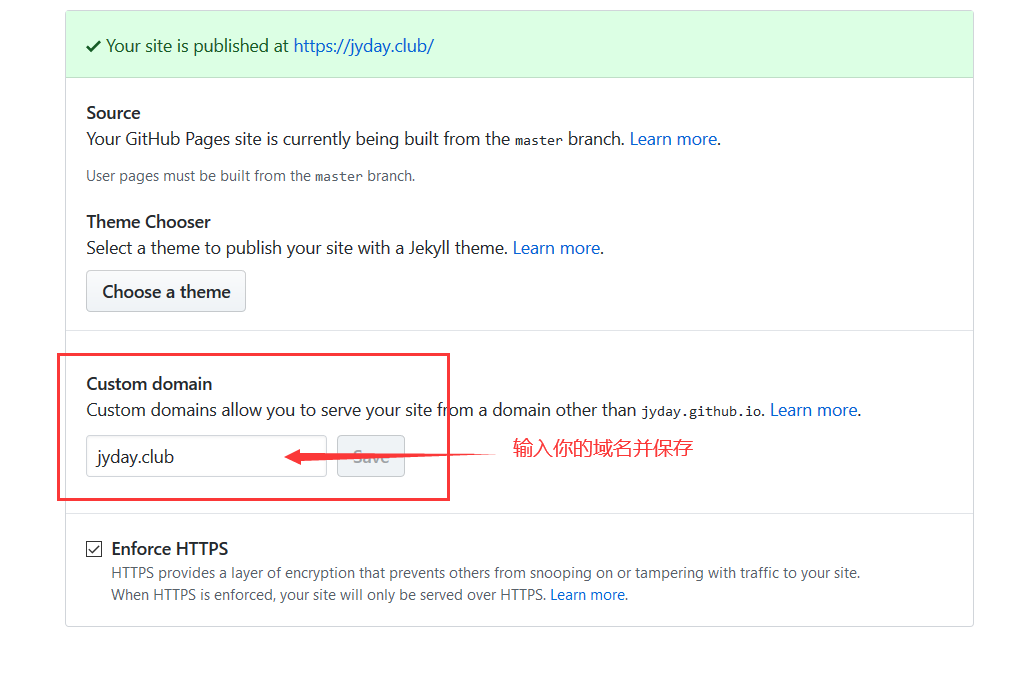 Your site is published at https://jyday.club/
Source
Your GitHub Pages site is currently being built from the master branch. Learn more.
User pages must be built from the master branch.
Theme Chooser
Select a theme to publish your site with a Jekyll theme. Learn more.
Choose a theme
Custom domain
Custom domains allow you to serve your site from a domain other than jyday.github.io. Learn more.
jyday.club Save 输入你的域名并保存
Enforce HTTPS
HTTPS provides a layer of encryption that prevents others from snooping on or tampering with traffic to your site.
When HTTPS is enforced, your site will only be served over HTTPS. Learn more.